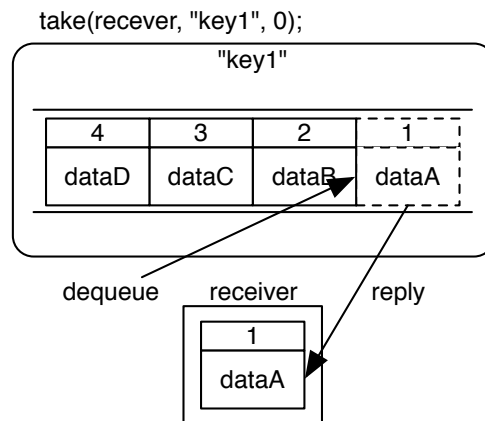 take(recever, "key1", 0);
"key1"
4 3 2 1
dataD dataC dataB dataA
dequeue receiver reply
1
dataA